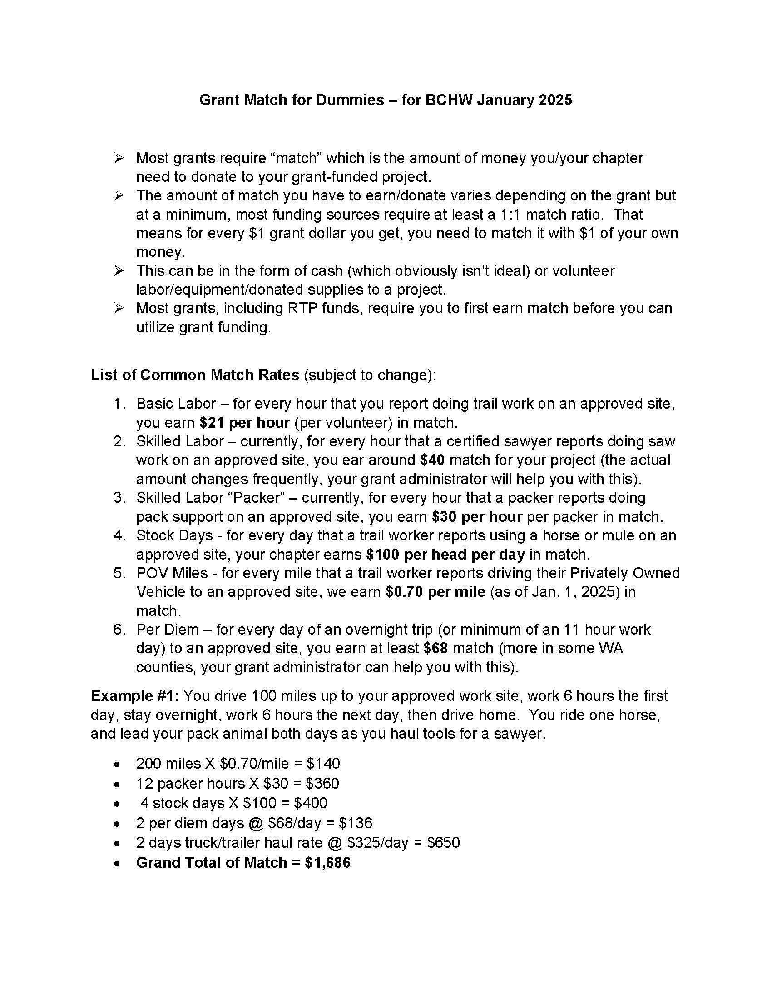 Grant Match for Dummies – for BCHW January 2025
➢ Most grants require “match” which is the amount of money you/your chapter
need to donate to your grant-funded project.
➢ The amount of match you have to earn/donate varies depending on the grant but
at a minimum, most funding sources require at least a 1:1 match ratio.  That
means for every $1 grant dollar you get, you need to match it with $1 of your own
money.
➢ This can be in the form of cash (which obviously isn’t ideal) or volunteer
labor/equipment/donated supplies to a project.
➢ Most grants, including RTP funds, require you to first earn match before you can
utilize grant funding.
List of Common Match Rates (subject to change):
1. Basic Labor – for every hour that you report doing trail work on an approved site,
you earn $21 per hour (per volunteer) in match.
2. Skilled Labor – currently, for every hour that a certified sawyer reports doing saw
work on an approved site, you ear around $40 match for your project (the actual
amount changes frequently, your grant administrator will help you with this).
3. Skilled Labor “Packer” – currently, for every hour that a packer reports doing
pack support on an approved site, you earn $30 per hour per packer in match.
4. Stock Days - for every day that a trail worker reports using a horse or mule on an
approved site, your chapter earns $100 per head per day in match.
5. POV Miles - for every mile that a trail worker reports driving their Privately Owned
Vehicle to an approved site, we earn $0.70 per mile (as of Jan. 1, 2025) in
match.
6. Per Diem – for every day of an overnight trip (or minimum of an 11 hour work
day) to an approved site, you earn at least $68 match (more in some WA
counties, your grant administrator can help you with this).
Example #1: You drive 100 miles up to your approved work site, work 6 hours the first
day, stay overnight, work 6 hours the next day, then drive home.  You ride one horse,
and lead your pack animal both days as you haul tools for a sawyer.
• 200 miles X $0.70/mile = $140
• 12 packer hours X $30 = $360
• 4 stock days X $100 = $400
• 2 per diem days @ $68/day = $136
• 2 days truck/trailer haul rate @ $325/day = $650
• Grand Total of Match = $1,686